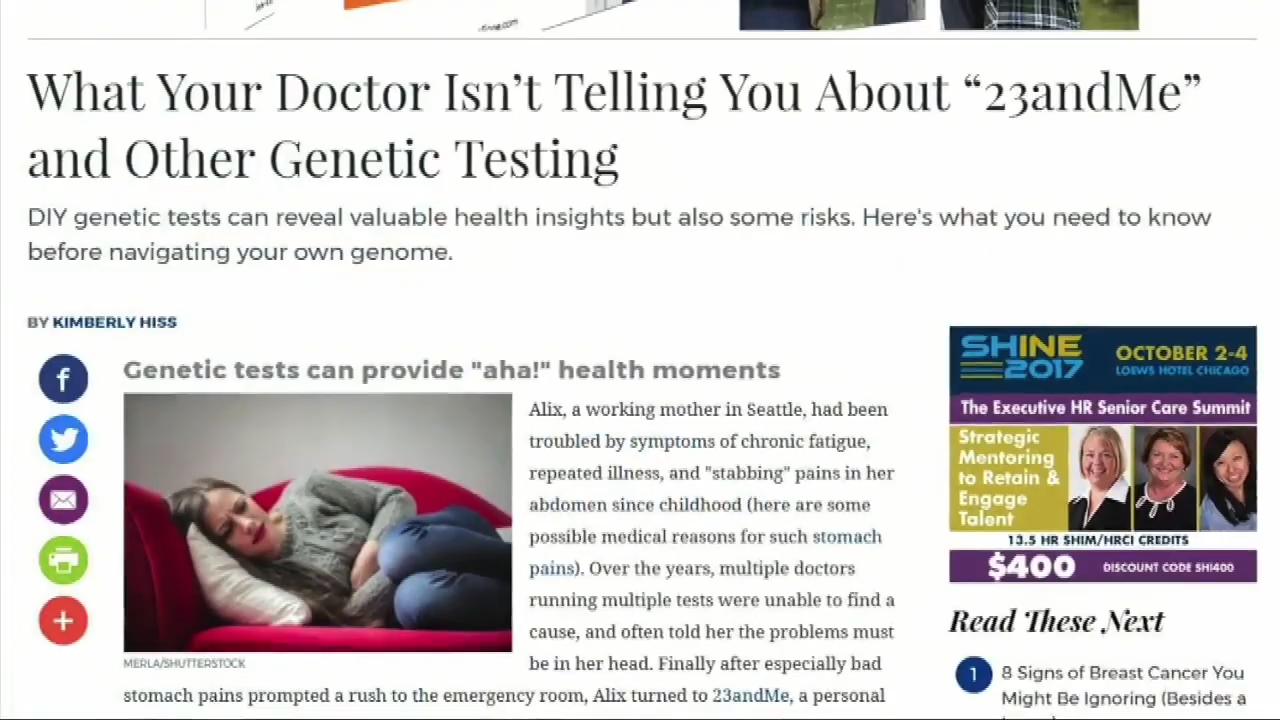 What Your Doctor Isn't Telling You About “23andMe”
and Other Genetic Testing
DIY genetic tests can reveal valuable health insights but also some risks. Here's what you need to know
before navigating your own genome.
BY KIMBERLY HISS
Genetic tests can provide "aha!" health moments
Alix, a working mother in Seattle, had been
troubled by symptoms of chronic fatigue,
repeated illness, and "stabbing" pains in her
abdomen since childhood (here are some
possible medical reasons for such stomach
pains). Over the years, multiple doctors
running multiple tests were unable to find a
cause, and often told her the problems must
be in her head. Finally after especially bad
MERLA/SHUTTERSTOCK
stomach pains prompted a rush to the emergency room, Alix turned to 23andMe, a personal
SHINE
2017
OCTOBER 2-4
LOEWS HOTEL CHICAGO
The Executive HR Senior Care Summit
Strategic
Mentoring
to Retain &
Engage
Talent
13.5 HR SHIM/HRCI CREDITS
$400 DISCOUNT CODE SHI400
Read These Next
1 8 Signs of Breast Cancer You
Might Be Ignoring (Besides a